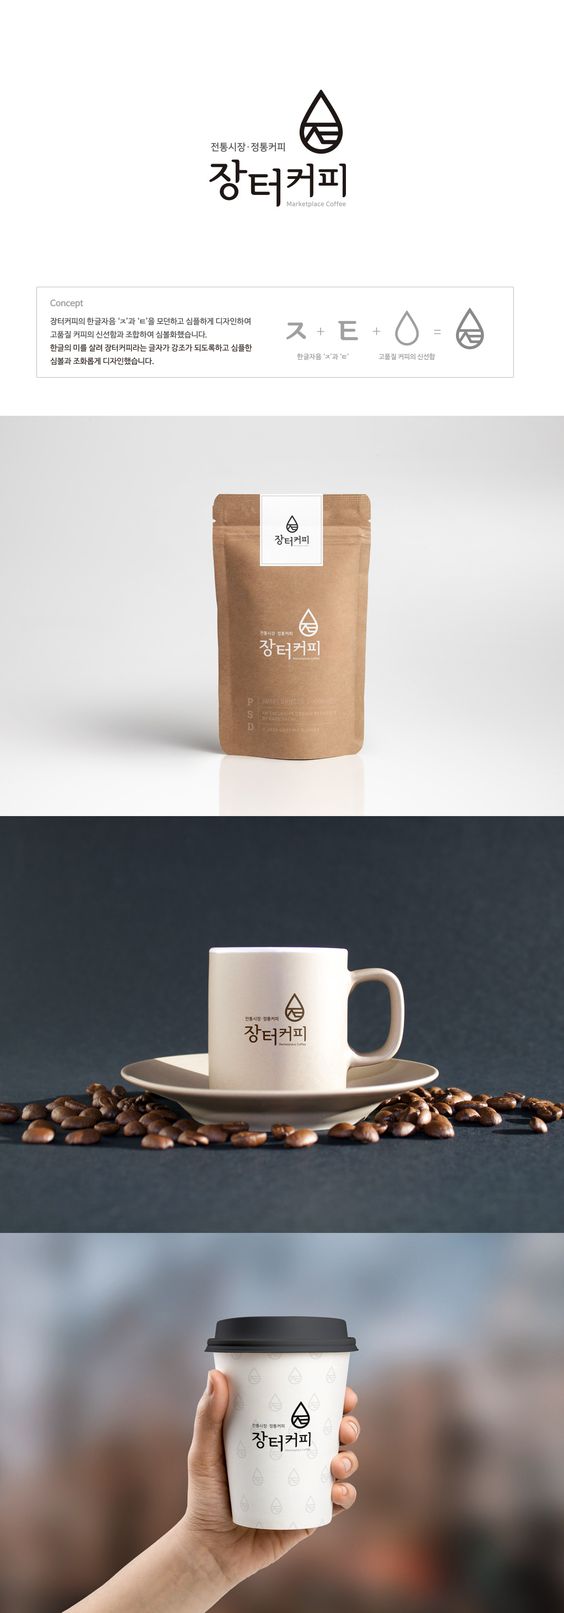 전통시장·정통커피
장터커피
Marketplace Coffee
Concept
장터커피의 한글자음 'ㅈ'과 'ㅌ'을 모던하고 심플하게 디자인하여
고품질 커피의 신선함과 조합하여 심볼화했습니다.
한글의 미를 살려 장터커피라는 글자가 강조가 되도록하고 심플한
심볼과 조화롭게 디자인했습니다.
ㅈ + ㅌ + =
한글자음 'ㅈ'과 'ㅌ'
고품질 커피의 신선함
장터커피
전통시장·정통커피
장터커피
Marketplace Coffee
P
S
D
전통시장·정통커피
장터커피
Marketplace Coffee
전통시장·정통커피
장터커피
Marketplace Coffee